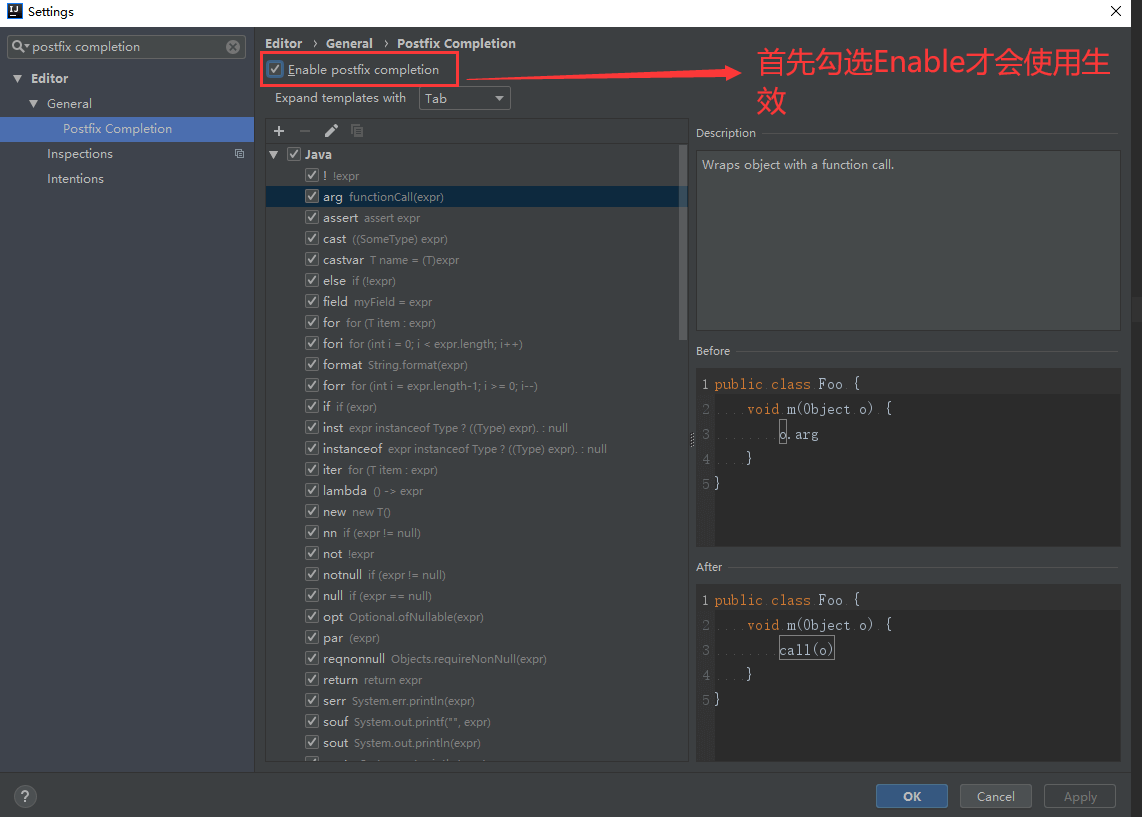 Settings
postfix completion
Editor
General
Postfix Completion
Inspections
Intentions
Editor › General › Postfix Completion
Enable postfix completion
首先勾选Enable才会使用生
效
Expand templates with Tab
Java
! !expr
arg functionCall(expr)
assert assert expr
cast ((SomeType) expr)
castvar T name = (T)expr
else if (!expr)
field myField = expr
for for (T item : expr)
fori for (int i = 0; i < expr.length; i++)
format String.format(expr)
forr for (int i = expr.length-1; i >= 0; i--)
if if (expr)
inst expr instanceof Type ? ((Type) expr). : null
instanceof expr instanceof Type ? ((Type) expr). : null
iter for (T item : expr)
lambda () -> expr
new new T()
nn if (expr != null)
not !expr
notnull if (expr != null)
null if (expr == null)
opt Optional.ofNullable(expr)
par (expr)
reqnonnull Objects.requireNonNull(expr)
return return expr
serr System.err.println(expr)
souf System.out.printf("", expr)
sout System.out.println(expr)
Description
Wraps object with a function call.
Before
1 public class Foo {
2 void m(Object o) {
3 o.arg
4 }
5 }
After
1 public class Foo {
2 void m(Object o) {
3 call(o)
4 }
5 }
?
OK Cancel Apply